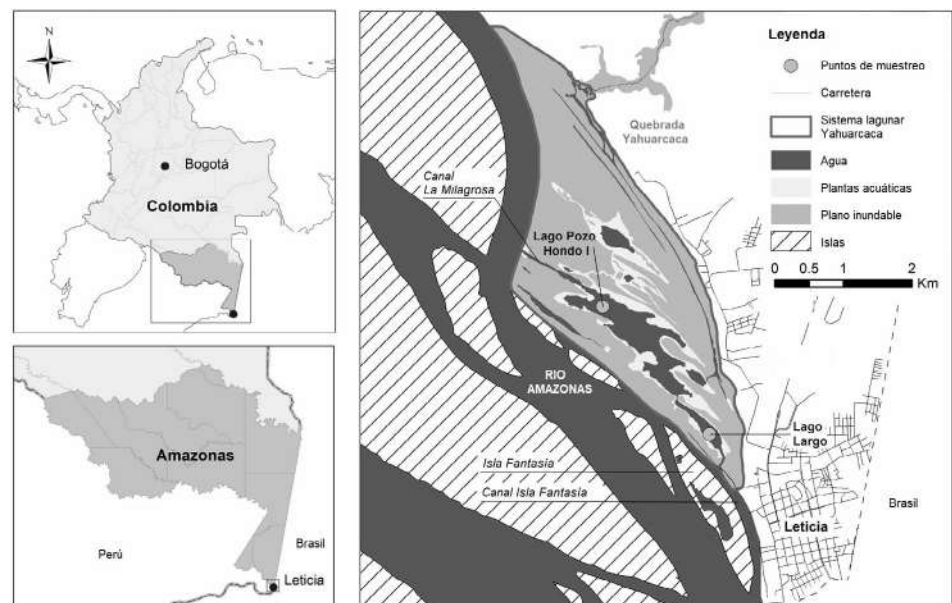 N
Bogotá
Colombia
Amazonas
Perú
Brasil
Leticia
Canal
La Milagrosa
Lago Pozo
Hondo I
Quebrada
Yahuarcaca
RIO
AMAZONAS
Isla Fantasía
Canal Isla Fantasía
Lago
Largo
Leticia
Brasil
Leyenda
Puntos de muestreo
Carretera
Sistema lagunar
Yahuarcaca
Agua
Plantas acuáticas
Plano inundable
Islas
0 0.5 1 2
Km